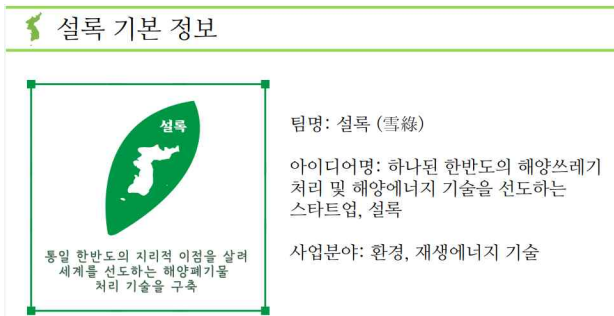 설록 기본 정보
설록
통일 한반도의 지리적 이점을 살려
세계를 선도하는 해양폐기물
처리 기술을 구축
팀명: 설록 (雪綠)
아이디어명: 하나된 한반도의 해양쓰레기
처리 및 해양에너지 기술을 선도하는
스타트업, 설록
사업분야: 환경, 재생에너지 기술